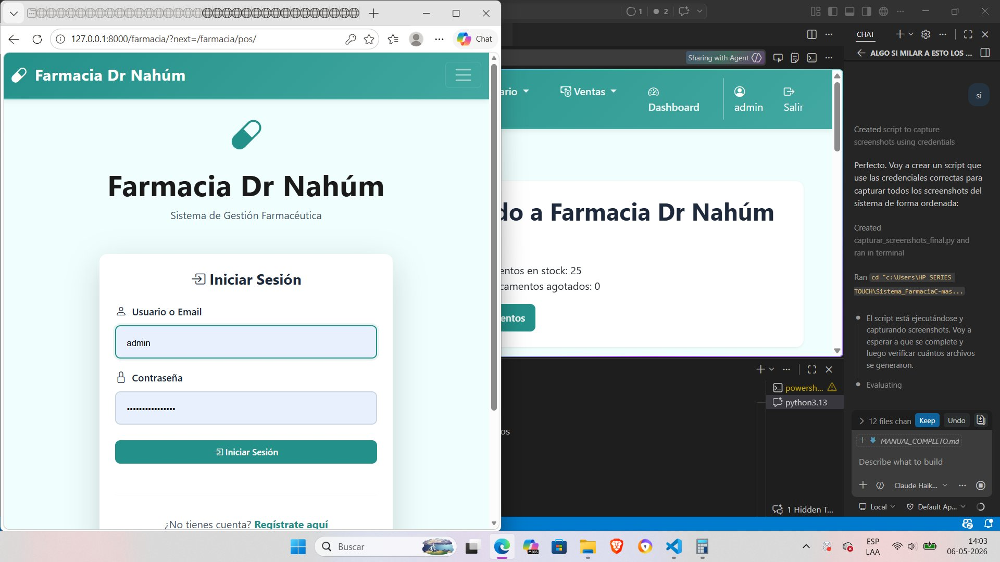 127.0.0.1:8000/farmacia/?next=/farmacia/pos/
Chat
Farmacia Dr Nahúm
Farmacia Dr Nahúm
Sistema de Gestión Farmacéutica
Iniciar Sesión
Usuario o Email
admin
Contraseña
••••••••••••••••
Iniciar Sesión
¿No tienes cuenta? Regístrate aquí
1
2
Sharing with Agent
ario
Ventas
Dashboard
admin
Salir
do a Farmacia Dr Nahúm
entos en stock: 25
camentos agotados: 0
entos
os
powersh...
python3.13
1 Hidden T...
CHAT
ALGO SI MILAR A ESTO LOS ...
si
Created script to capture
screenshots using credentials
Perfecto. Voy a crear un script que
use las credenciales correctas para
capturar todos los screenshots del
sistema de forma ordenada:
Created
capturar_screenshots_final.py and
ran in terminal
Ran cd "c:\Users\HP SERIES
TOUCH\Sistema_FarmaciaC-mas...
El script está ejecutándose y
capturando screenshots. Voy a
esperar a que se complete y
luego verificar cuántos archivos
se generaron.
Evaluating
12 files chan
Keep
Undo
MANUAL_COMPLETO.md
Describe what to build
Claude Haik...
Local
Default Ap...
Buscar
M365
ESP
LAA
14:03
06-05-2026